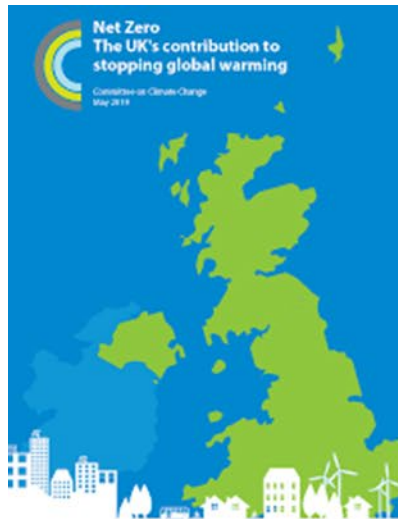 Net Zero
The UK's contribution to
stopping global warming
Committee on Climate Change
May 2019